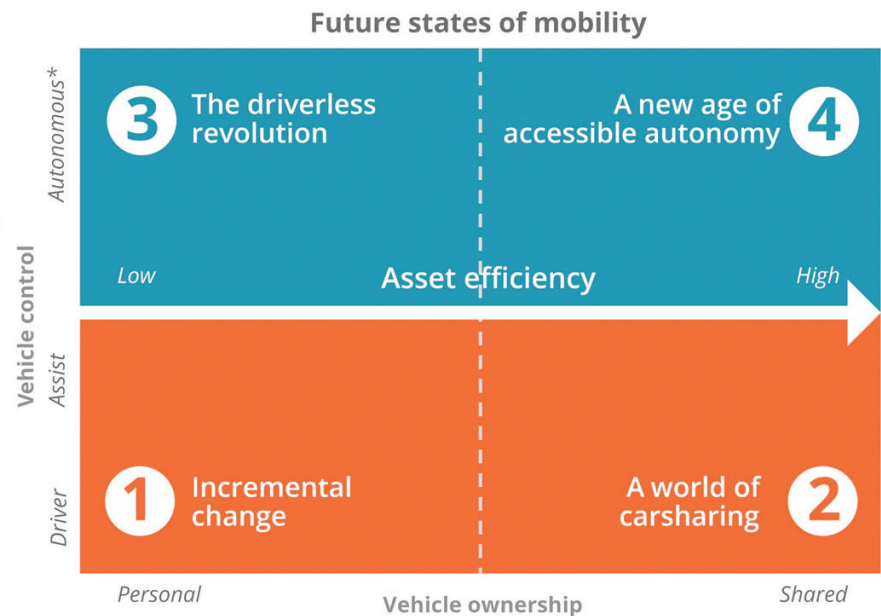 Future states of mobility
Autonomous*
3
The driverless
revolution
A new age of
accessible autonomy
4
Low
Asset efficiency
High
Vehicle control
Assist
Driver
1
Incremental
change
A world of
carsharing
2
Personal
Vehicle ownership
Shared